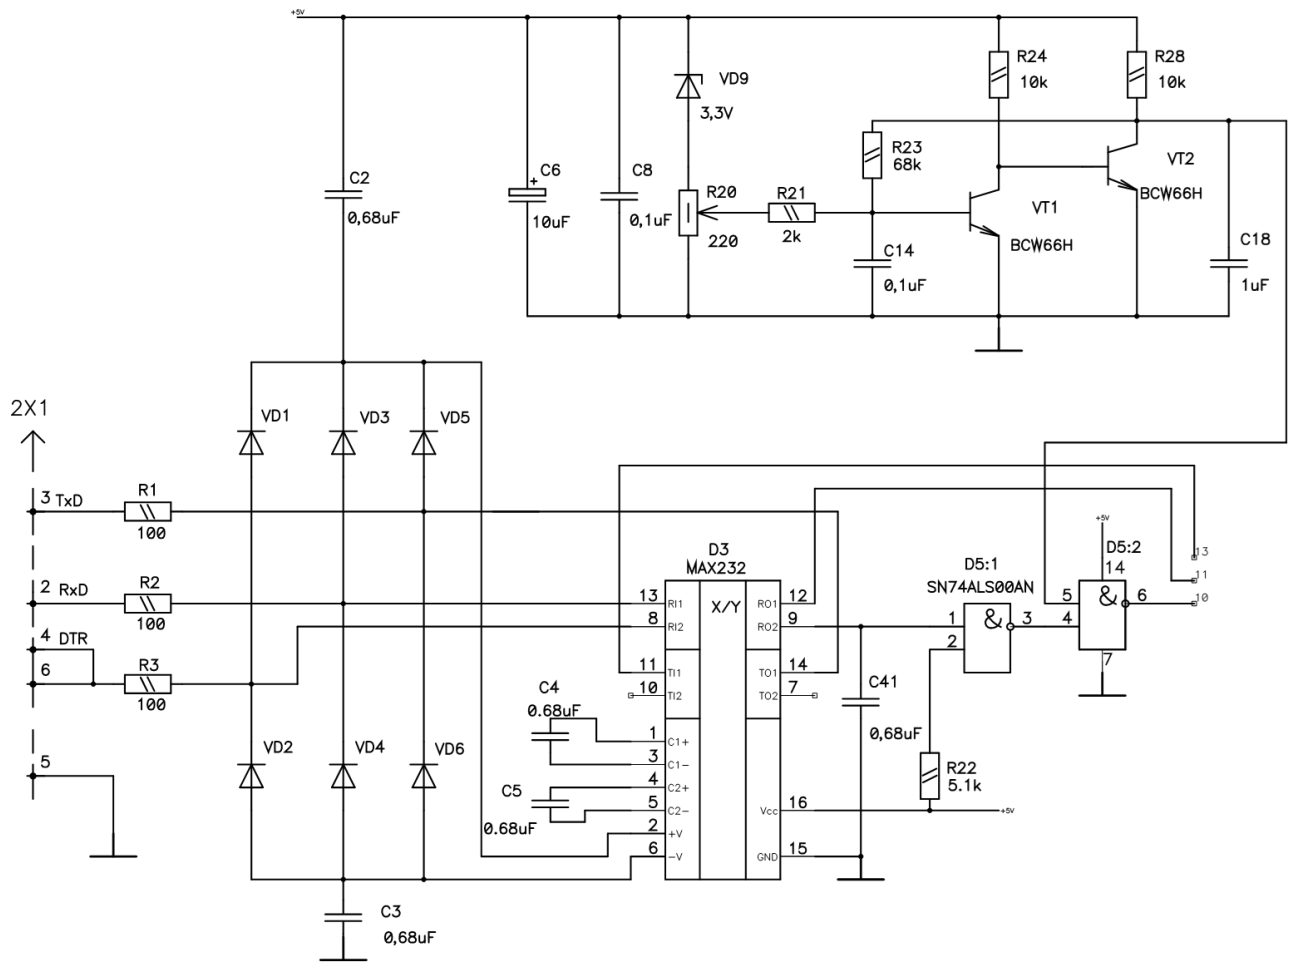 +5V
R24
10k
R28
10k
VD9
3,3V
R23
68k
VT2
BCW66H
C2
0,68uF
C6
+
10uF
C8
0,1uF
R20
220
R21
2k
VT1
BCW66H
C14
0,1uF
C18
1uF
2X1
VD1
VD3
VD5
3 TxD
R1
100
2 RxD
R2
100
4 DTR
6
R3
100
5
VD2
VD4
VD6
C3
0,68uF
C4
0.68uF
C5
0.68uF
D3
MAX232
X/Y
13 RI1
8 RI2
11 TI1
10 TI2
1 C1+
3 C1-
4 C2+
5 C2-
2 +V
6 -V
RO1 12
RO2 9
TO1 14
TO2 7
Vcc 16
GND 15
C41
0,68uF
R22
5.1k
+5V
D5:1
SN74ALS00AN
&
1
2
3
+5V
D5:2
14
&
5
4
6
7
13
11
10